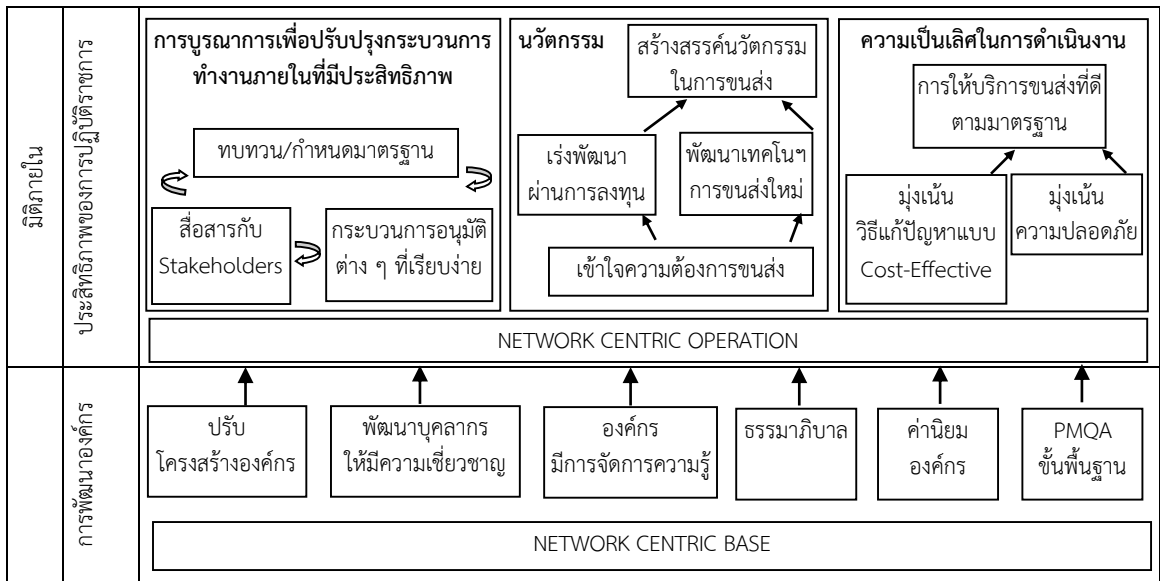 มิติภายใน
ประสิทธิภาพของการปฏิบัติราชการ
การบูรณาการเพื่อปรับปรุงกระบวนการ
ทำงานภายในที่มีประสิทธิภาพ
ทบทวน/กำหนดมาตรฐาน
สื่อสารกับ
Stakeholders
กระบวนการอนุมัติ
ต่าง ๆ ที่เรียบง่าย
นวัตกรรม
สร้างสรรค์นวัตกรรม
ในการขนส่ง
เร่งพัฒนา
ผ่านการลงทุน
พัฒนาเทคโนฯ
การขนส่งใหม่
เข้าใจความต้องการขนส่ง
ความเป็นเลิศในการดำเนินงาน
การให้บริการขนส่งที่ดี
ตามมาตรฐาน
มุ่งเน้น
วิธีแก้ปัญหาแบบ
Cost-Effective
มุ่งเน้น
ความปลอดภัย
NETWORK CENTRIC OPERATION
การพัฒนาองค์กร
ปรับ
โครงสร้างองค์กร
พัฒนาบุคลากร
ให้มีความเชี่ยวชาญ
องค์กร
มีการจัดการความรู้
ธรรมาภิบาล
ค่านิยม
องค์กร
PMQA
ขั้นพื้นฐาน
NETWORK CENTRIC BASE